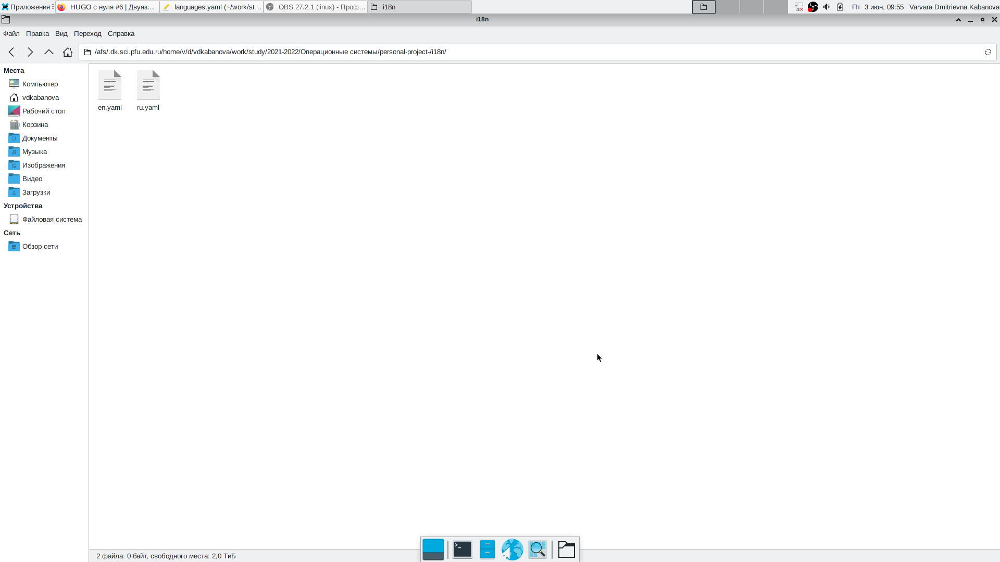 Приложения
HUGO с нуля #6 | Двуяз...
languages.yaml (~/work/st...
OBS 27.2.1 (linux) - Проф...
i18n
Пт 3 июн, 09:55
Varvara Dmitrievna Kabanova
i18n
Файл Правка Вид Переход Справка
/afs/.dk.sci.pfu.edu.ru/home/v/d/vdkabanova/work/study/2021-2022/Операционные системы/personal-project-/i18n/
Места
Компьютер
vdkabanova
Рабочий стол
Корзина
Документы
Музыка
Изображения
Видео
Загрузки
Устройства
Файловая система
Сеть
Обзор сети
en.yaml
ru.yaml
2 файла: 0 байт, свободного места: 2,0 ТиБ